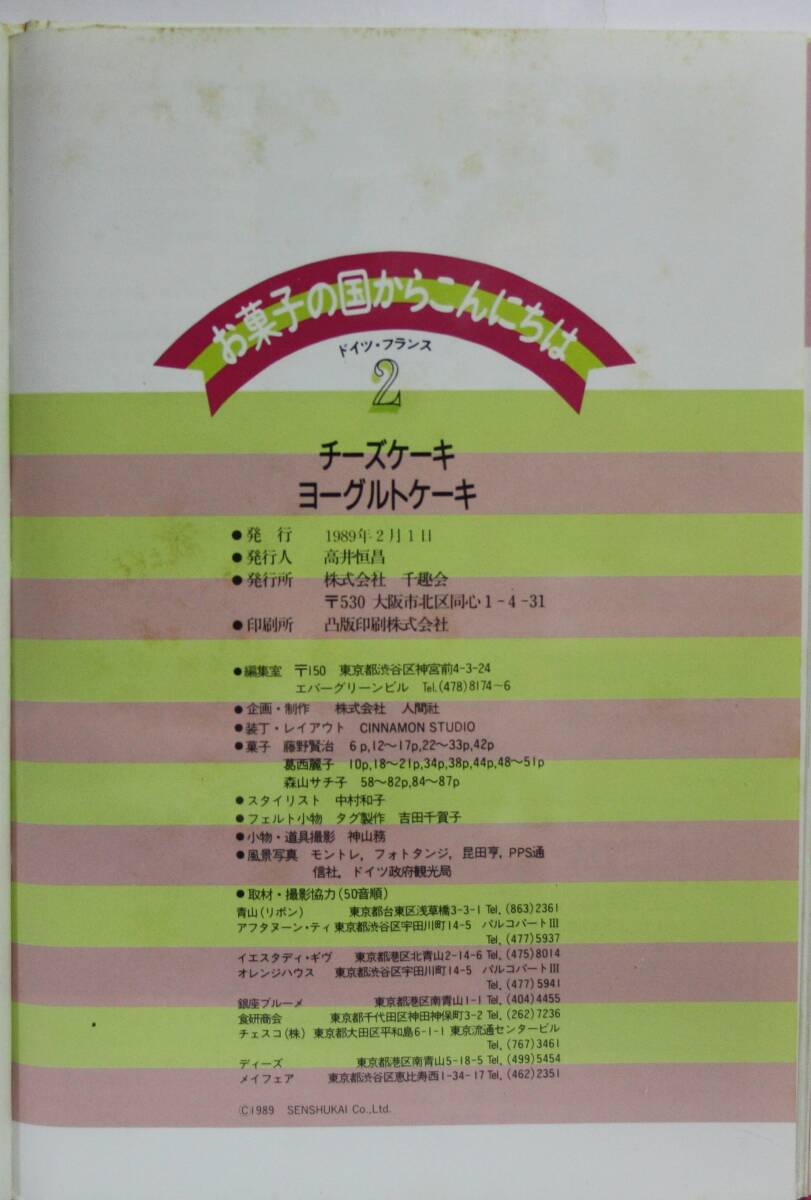 お菓子の国からこんにちは
ドイツ・フランス
2
チーズケーキ
ヨーグルトケーキ
●発　行　1989年2月1日
●発行人　高井恒昌
●発行所　株式会社　千趣会
〒530 大阪市北区同心1-4-31
●印刷所　凸版印刷株式会社
●編集室　〒150　東京都渋谷区神宮前4-3-24
エバーグリーンビル　Tel.(478)8174〜6
●企画・制作　株式会社　人間社
●装丁・レイアウト　CINNAMON STUDIO
●菓子　藤野賢治　6p,12〜17p,22〜33p,42p
葛西麗子　10p,18〜21p,34p,38p,44p,48〜51p
森山サチ子　58〜82p,84〜87p
●スタイリスト　中村和子
●フェルト小物　タグ製作　吉田千賀子
●小物・道具撮影　神山務
●風景写真　モントレ，フォトタンジ，昆田亨，PPS通
信社，ドイツ政府観光局
●取材・撮影協力(50音順)
青山(リボン)　東京都台東区浅草橋3-3-1 Tel.(863)2361
アフタヌーン・ティ 東京都渋谷区宇田川町14-5　パルコパートIII
Tel.(477)5937
イエスタディ・ギヴ　東京都港区北青山2-14-6 Tel.(475)8014
オレンジハウス　東京都渋谷区宇田川町14-5　パルコパートIII
Tel.(477)5941
銀座ブルーメ　東京都港区南青山1-1 Tel.(404)4455
食研商会　東京都千代田区神田神保町3-2 Tel.(262)7236
チェスコ(株)　東京都大田区平和島6-1-1 東京流通センタービル
Tel.(767)3461
ディーズ　東京都港区南青山5-18-5 Tel.(499)5454
メイフェア　東京都渋谷区恵比寿西1-34-17 Tel.(462)2351
©1989　SENSHUKAI Co.,Ltd.